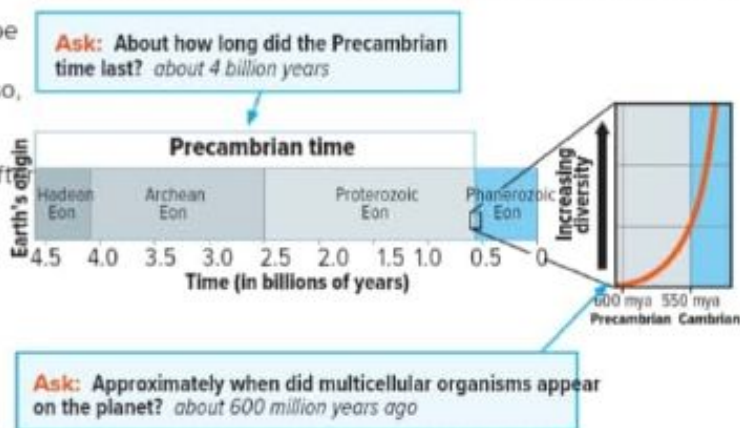 Ask: About how long did the Precambrian
time last? about 4 billion years
Precambrian time
Earth's origin
Hadean
Eon
Archean
Eon
Proterozoic
Eon
Phanerozoic
Eon
4.5 4.0 3.5 3.0 2.5 2.0 1.5 1.0 0.5 0
Time (in billions of years)
Increasing
diversity
600 mya 550 mya
Precambrian Cambrian
Ask: Approximately when did multicellular organisms appear
on the planet? about 600 million years ago